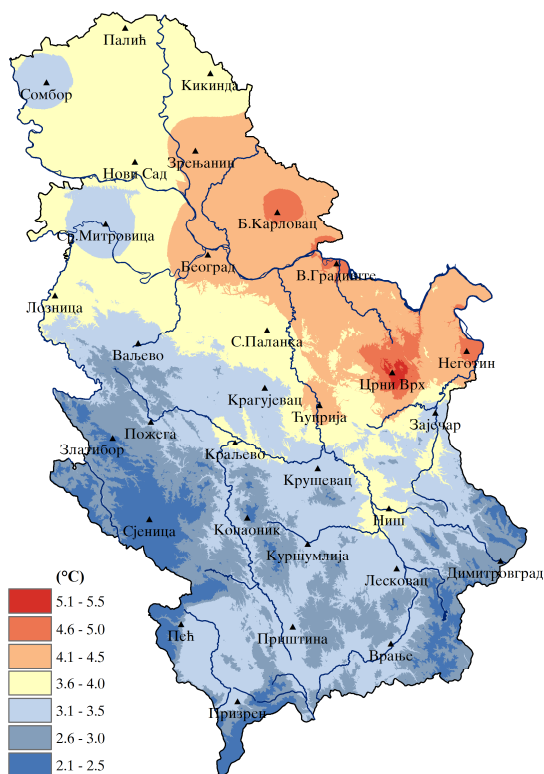 Палић
Кикинда
Сомбор
Зрењанин
Нови Сад
Б.Карловац
Ср.Митровица
Београд
В.Градиште
Лозница
С.Паланка
Ваљево
Неготин
Црни Врх
Крагујевац
Ћуприја
Зајечар
Пожега
Златибор
Краљево
Крушевац
Ниш
Сјеница
Копаоник
Куршумлија
Димитровград
Лесковац
Пећ
Приштина
Врање
Призрен
(°C)
5.1 - 5.5
4.6 - 5.0
4.1 - 4.5
3.6 - 4.0
3.1 - 3.5
2.6 - 3.0
2.1 - 2.5